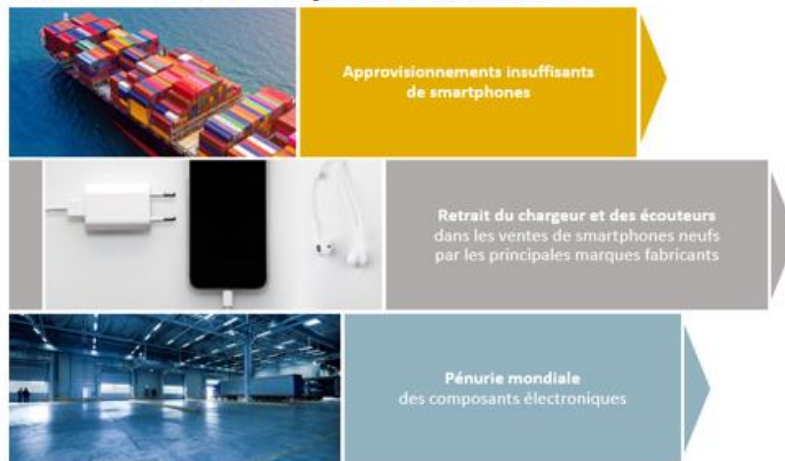 Approvisionnements insuffisants
de smartphones
Retrait du chargeur et des écouteurs
dans les ventes de smartphones neufs
par les principales marques fabricants
Pénurie mondiale
des composants électroniques